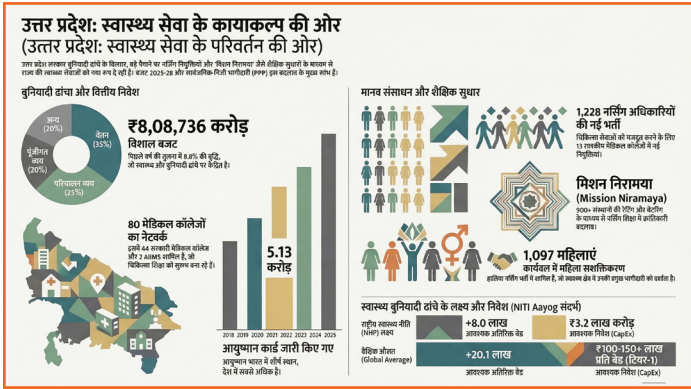 उत्तर प्रदेश: स्वास्थ्य सेवा के कायाकल्प की ओर
(उत्तर प्रदेश: स्वास्थ्य सेवा के परिवर्तन की ओर)
उत्तर प्रदेश सरकार बुनियादी ढांचे के विस्तार, बड़े पैमाने पर नर्सिंग नियुक्तियों और 'मिशन निरामया' जैसे शैक्षिक सुधारों के माध्यम से
राज्य की स्वास्थ्य सेवाओं को नया रूप दे रही है। बजट 2025-28 और सार्वजनिक-निजी भागीदारी (PPP) इस बदलाव के मुख्य स्तंभ हैं।
बुनियादी ढांचा और वित्तीय निवेश
अन्य
(20%)
वेतन
(35%)
पूंजीगत
व्यय
(20%)
परिचालन व्यय
(25%)
₹8,08,736 करोड़
विशाल बजट
पिछले वर्ष की तुलना में 8.8% की वृद्धि,
जो स्वास्थ्य और बुनियादी ढांचे पर केंद्रित है।
80 मेडिकल कॉलेजों
का नेटवर्क
इसमें 44 सरकारी मेडिकल कॉलेज
और 2 AIIMS शामिल हैं, जो
चिकित्सा शिक्षा को सुलभ बना रहे हैं।
5.13
करोड़
2018 2019 2020 2021 2022 2023 2024 2025
आयुष्मान कार्ड जारी किए गए
आयुष्मान भारत में शीर्ष स्थान,
देश में सबसे अधिक है।
मानव संसाधन और शैक्षिक सुधार
1,228 नर्सिंग अधिकारियों
की नई भर्ती
चिकित्सा सेवाओं को मजबूत करने के लिए
13 राजकीय मेडिकल कॉलेजों में नई
नियुक्तियां।
मिशन निरामया
(Mission Niramaya)
900+ संस्थानों की रेटिंग और मेंटरिंग
के माध्यम से नर्सिंग शिक्षा में क्रांतिकारी
बदलाव।
1,097 महिलाएं
कार्यबल में महिला सशक्तिकरण
हालिया नर्सिंग भर्ती में शामिल हैं, जो स्वास्थ्य क्षेत्र में उनकी प्रमुख भागीदारी को दर्शाता है।
स्वास्थ्य बुनियादी ढांचे के लक्ष्य और निवेश (NITI Aayog संदर्भ)
राष्ट्रीय स्वास्थ्य नीति
(NHP) लक्ष्य
+8.0 लाख
आवश्यक अतिरिक्त बेड
₹3.2 लाख करोड़
आवश्यक निवेश (CapEx)
वैश्विक औसत
(Global Average)
+20.1 लाख
आवश्यक अतिरिक्त बेड
₹100-150+ लाख
प्रति बेड (टियर-1)
आवश्यक निवेश (CapEx)